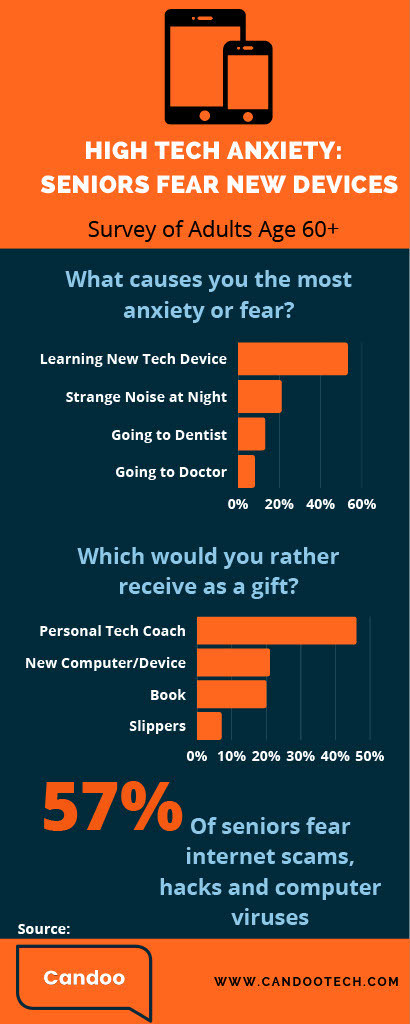 HIGH TECH ANXIETY:
SENIORS FEAR NEW DEVICES
Survey of Adults Age 60+
What causes you the most
anxiety or fear?
Learning New Tech Device
Strange Noise at Night
Going to Dentist
Going to Doctor
0% 20% 40% 60%
Which would you rather
receive as a gift?
Personal Tech Coach
New Computer/Device
Book
Slippers
0% 10% 20% 30% 40% 50%
57%
Of seniors fear
internet scams,
hacks and computer
viruses
Source:
Candoo
WWW.CANDOOTECH.COM